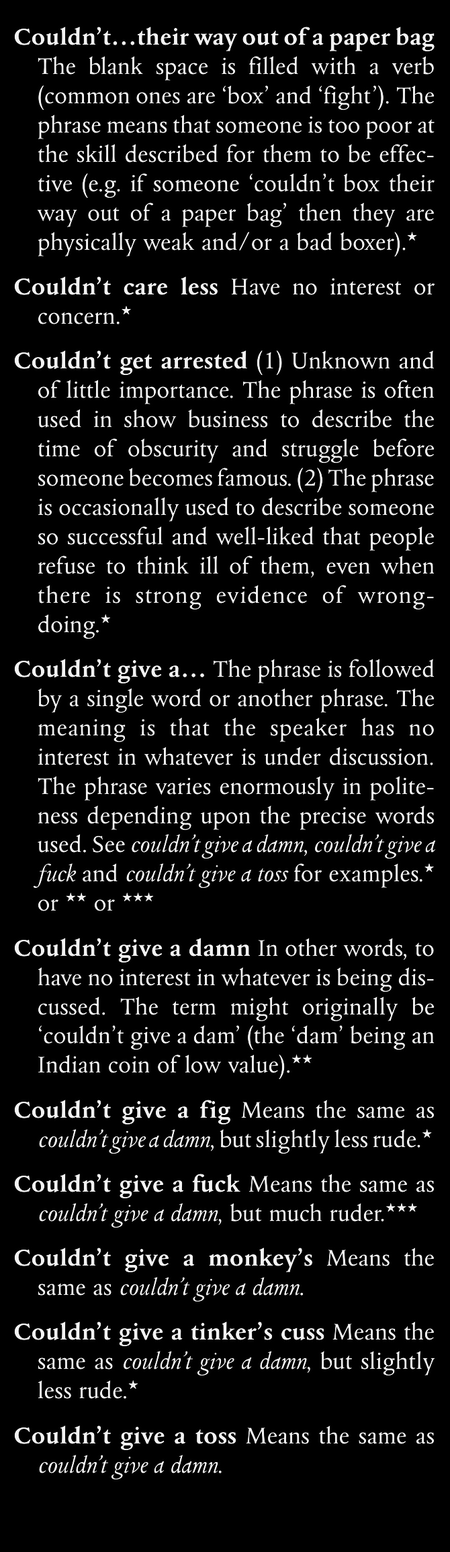 Couldn’t…their way out of a paper bag
The blank space is filled with a verb
(common ones are ‘box’ and ‘fight’). The
phrase means that someone is too poor at
the skill described for them to be effec-
tive (e.g. if someone ‘couldn’t box their
way out of a paper bag’ then they are
physically weak and/or a bad boxer).★
Couldn’t care less Have no interest or
concern.★
Couldn’t get arrested (1) Unknown and
of little importance. The phrase is often
used in show business to describe the
time of obscurity and struggle before
someone becomes famous. (2) The phrase
is occasionally used to describe someone
so successful and well-liked that people
refuse to think ill of them, even when
there is strong evidence of wrong-
doing.★
Couldn’t give a… The phrase is followed
by a single word or another phrase. The
meaning is that the speaker has no
interest in whatever is under discussion.
The phrase varies enormously in polite-
ness depending upon the precise words
used. See couldn’t give a damn, couldn’t give a
fuck and couldn’t give a toss for examples.★
or ★★ or ★★★
Couldn’t give a damn In other words, to
have no interest in whatever is being dis-
cussed. The term might originally be
‘couldn’t give a dam’ (the ‘dam’ being an
Indian coin of low value).★★
Couldn’t give a fig Means the same as
couldn’t give a damn, but slightly less rude.★
Couldn’t give a fuck Means the same as
couldn’t give a damn, but much ruder.★★★
Couldn’t give a monkey’s Means the
same as couldn’t give a damn.
Couldn’t give a tinker’s cuss Means the
same as couldn’t give a damn, but slightly
less rude.★
Couldn’t give a toss Means the same as
couldn’t give a damn.